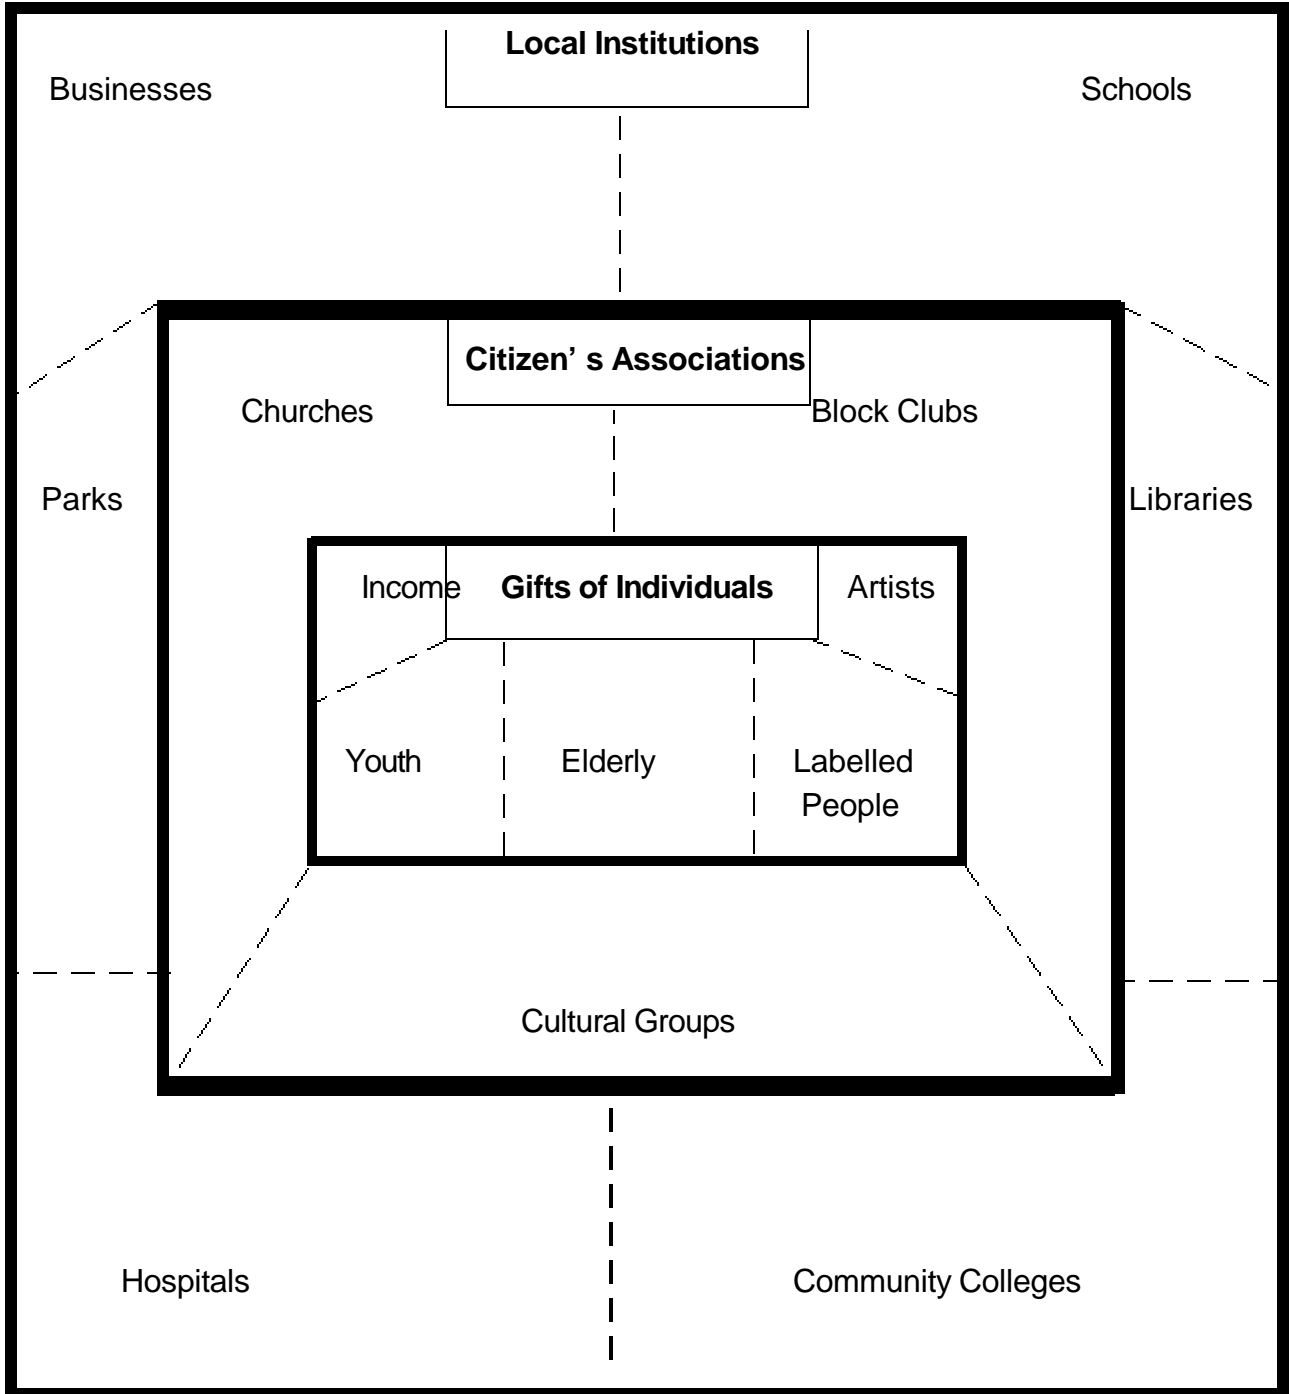 Local Institutions
Businesses
Schools
Citizen’ s Associations
Churches
Block Clubs
Parks
Libraries
Income
Gifts of Individuals
Artists
Youth
Elderly
Labelled
People
Cultural Groups
Hospitals
Community Colleges